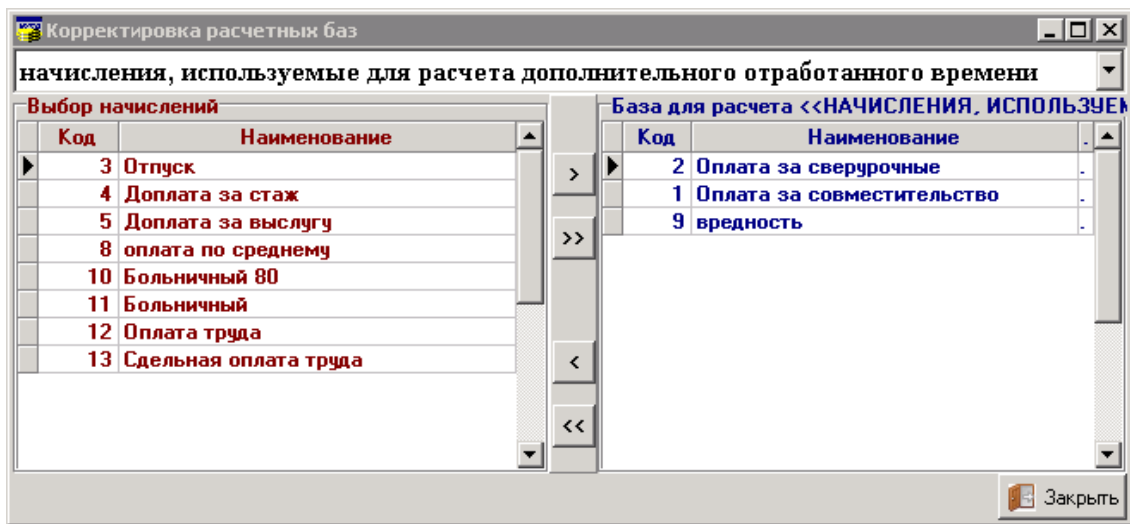 Корректировка расчетных баз
начисления, используемые для расчета дополнительного отработанного времени
Выбор начислений
Код Наименование
3 Отпуск
4 Доплата за стаж
5 Доплата за выслугу
8 оплата по среднему
10 Больничный 80
11 Больничный
12 Оплата труда
13 Сдельная оплата труда
>
>>
<
<<
База для расчета <<НАЧИСЛЕНИЯ, ИСПОЛЬЗУЕМ
Код Наименование .
2 Оплата за сверурочные .
1 Оплата за совместительство .
9 вредность .
Закрыть